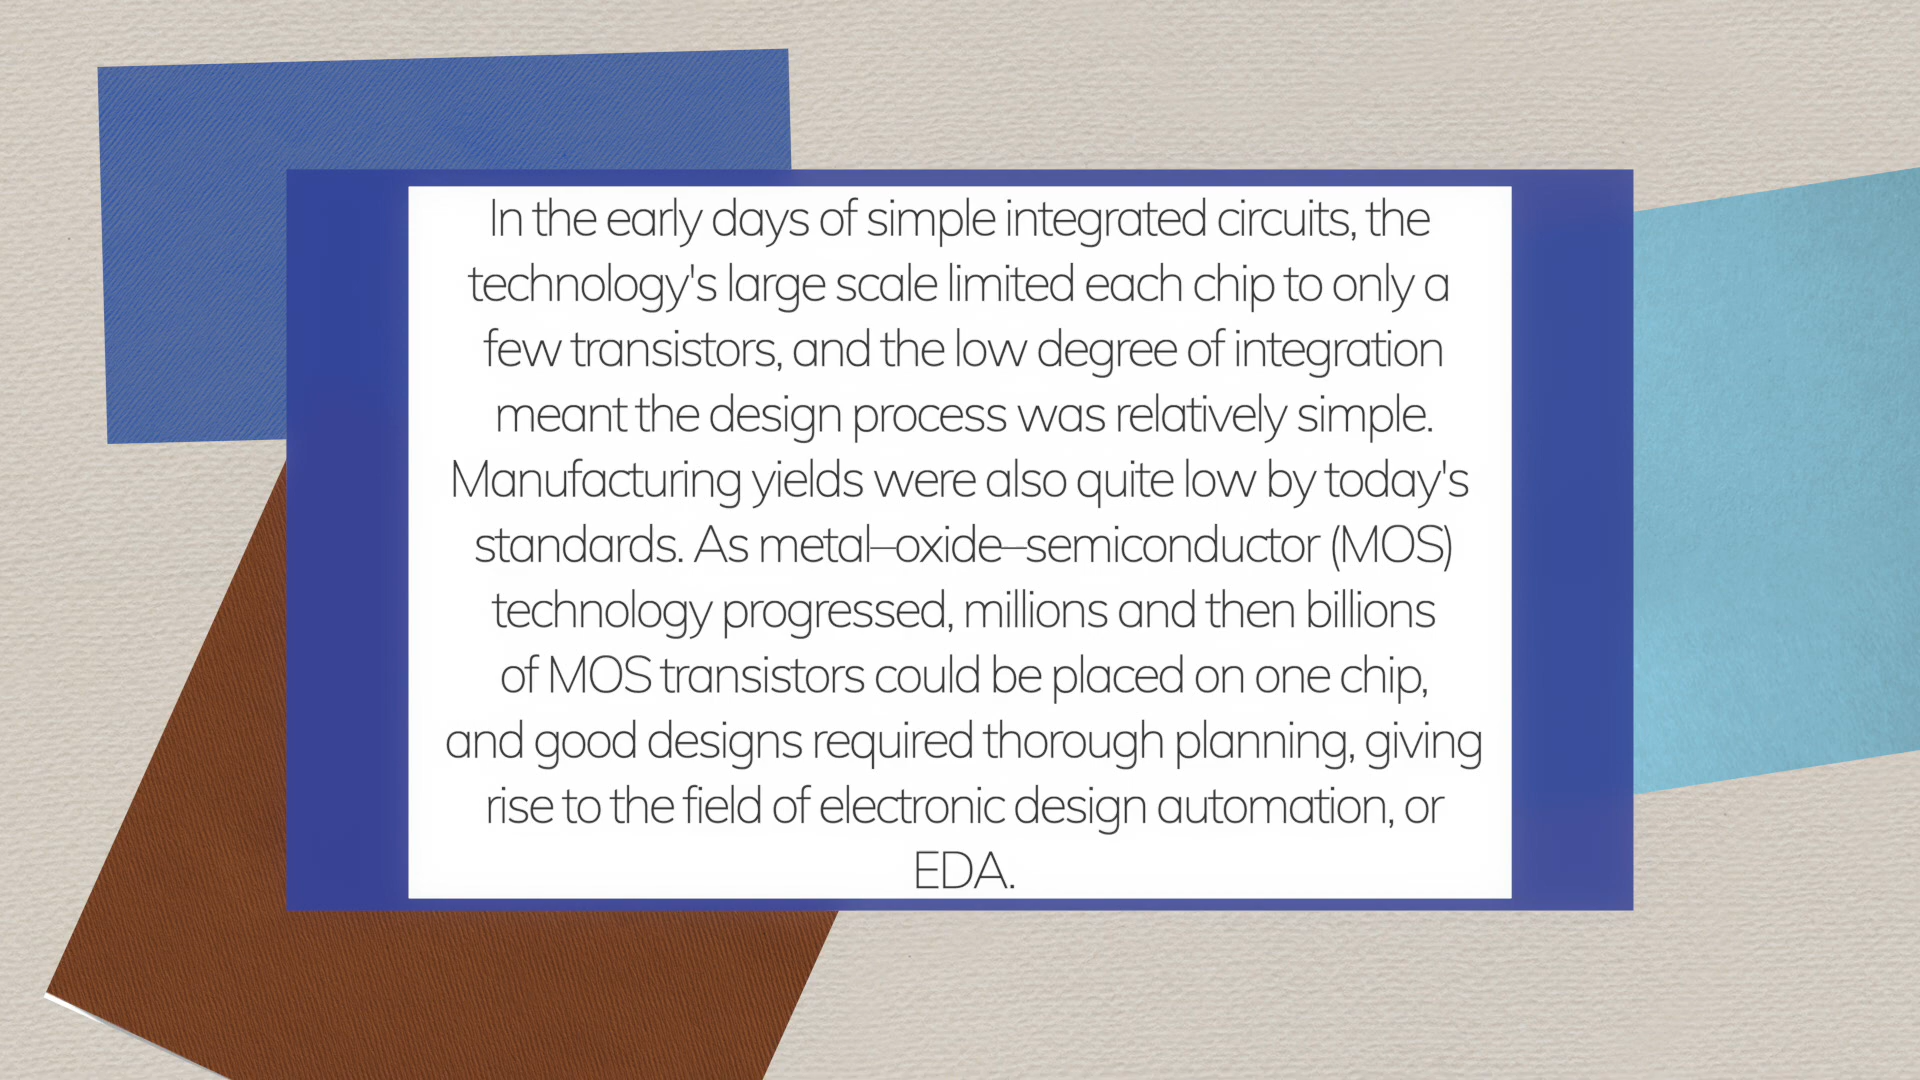 In the early days of simple integrated circuits, the
technology's large scale limited each chip to only a
few transistors, and the low degree of integration
meant the design process was relatively simple.
Manufacturing yields were also quite low by today's
standards. As metal–oxide–semiconductor (MOS)
technology progressed, millions and then billions
of MOS transistors could be placed on one chip,
and good designs required thorough planning, giving
rise to the field of electronic design automation, or
EDA.